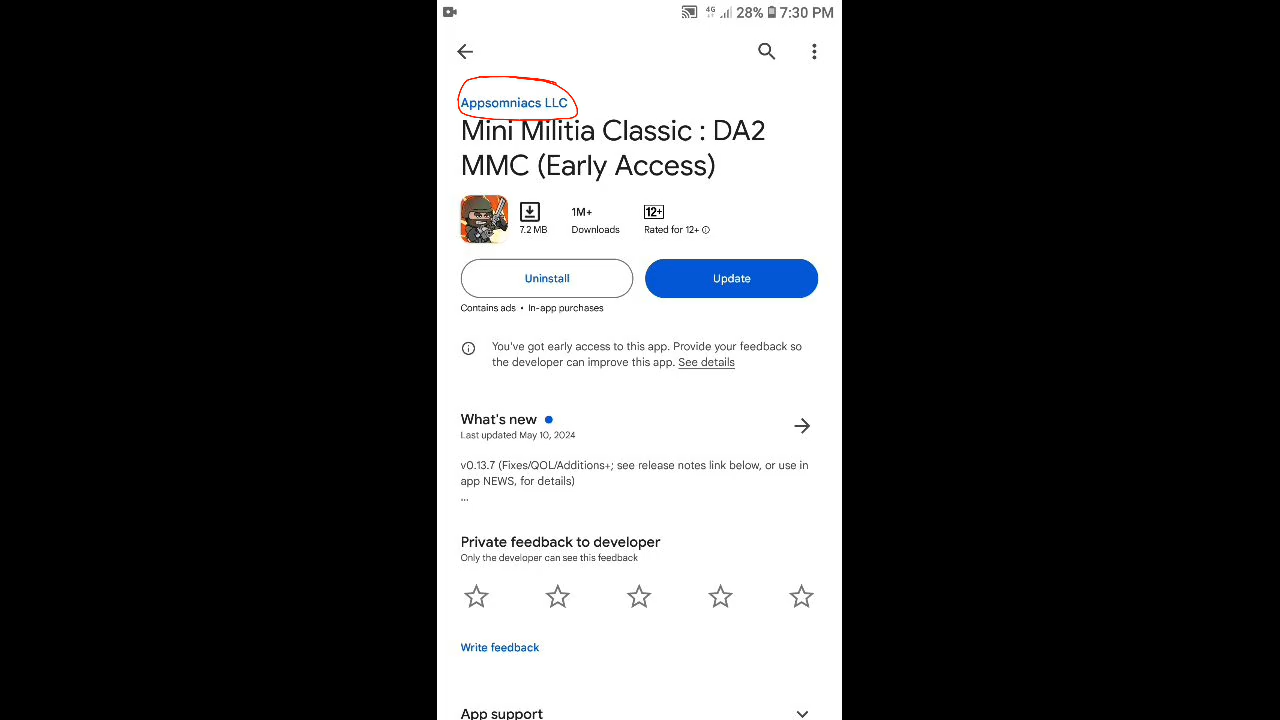 4G 28% 7:30 PM
Appsomniacs LLC
Mini Militia Classic : DA2
MMC (Early Access)
7.2 MB
1M+
Downloads
12+
Rated for 12+
Uninstall
Update
Contains ads • In-app purchases
You've got early access to this app. Provide your feedback so
the developer can improve this app. See details
What's new
Last updated May 10, 2024
v0.13.7 (Fixes/QOL/Additions+; see release notes link below, or use in
app NEWS, for details)
...
Private feedback to developer
Only the developer can see this feedback
Write feedback
App support